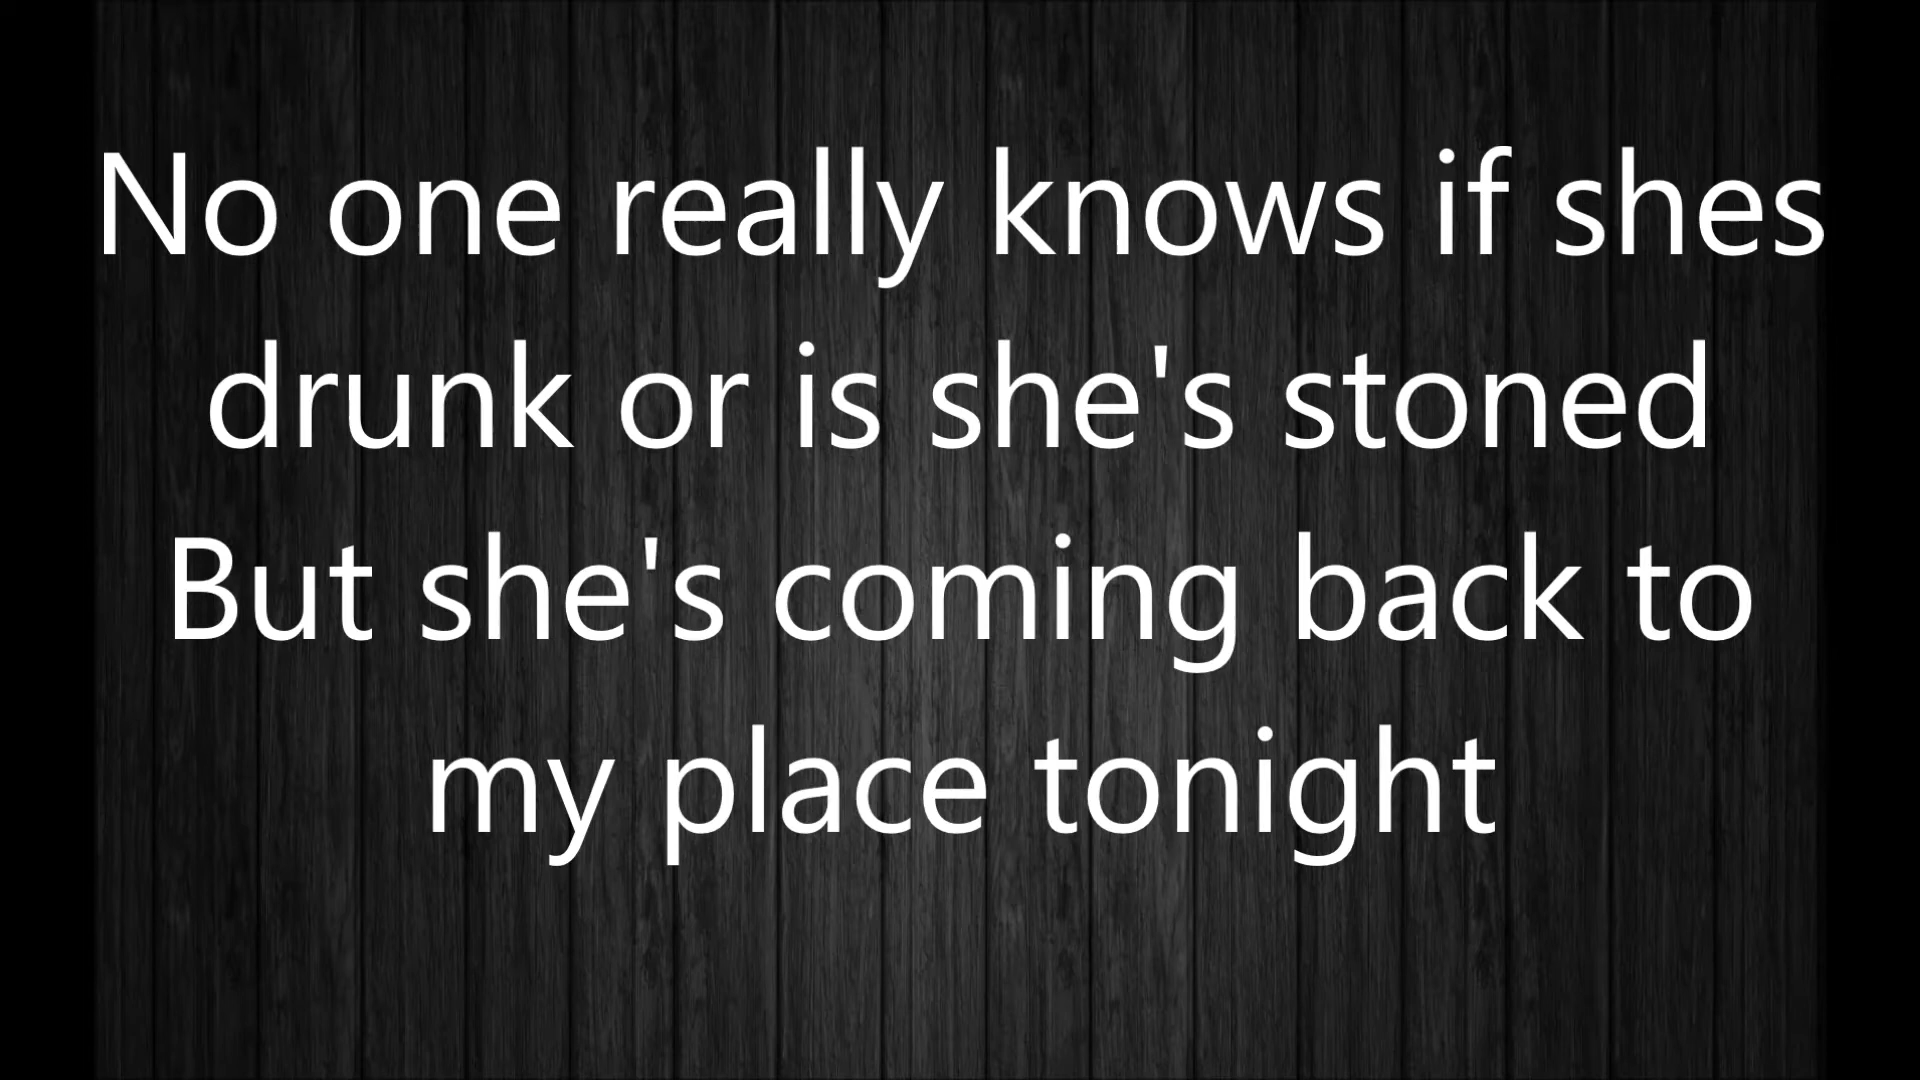 No one really knows if shes
drunk or is she's stoned
But she's coming back to
my place tonight